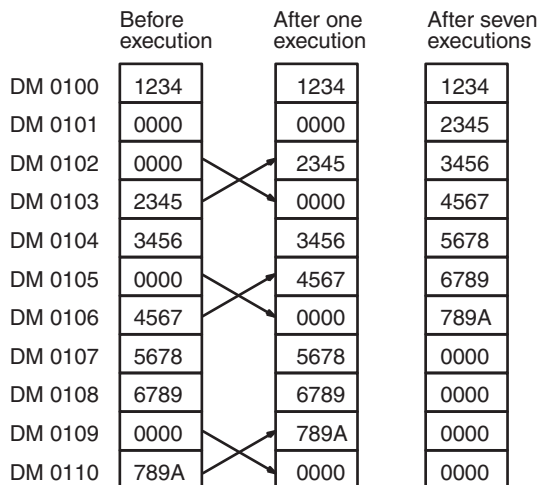 Before execution After one execution After seven executions
DM 0100 1234 1234 1234
DM 0101 0000 0000 2345
DM 0102 0000 2345 3456
DM 0103 2345 0000 4567
DM 0104 3456 3456 5678
DM 0105 0000 4567 6789
DM 0106 4567 0000 789A
DM 0107 5678 5678 0000
DM 0108 6789 6789 0000
DM 0109 0000 789A 0000
DM 0110 789A 0000 0000